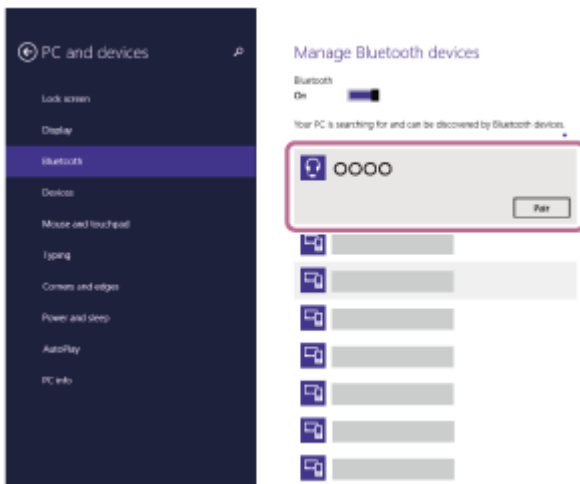 PC and devices
Lock screen
Display
Bluetooth
Devices
Mouse and touchpad
Typing
Corners and edges
Power and sleep
AutoPlay
PC info
Manage Bluetooth devices
Bluetooth
On
Your PC is searching for and can be discovered by Bluetooth devices.
OOOO
Pair